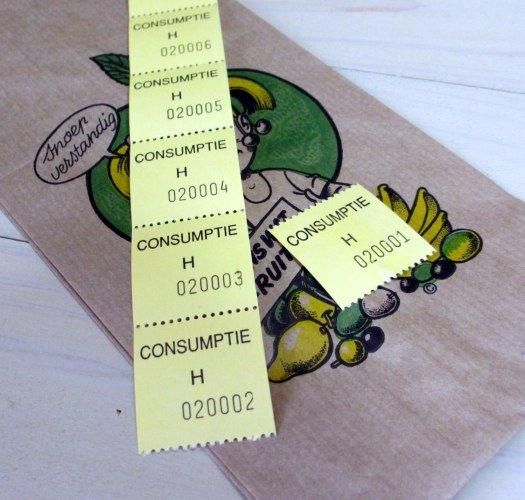 CONSUMPTIE
H
020006
CONSUMPTIE
H
020005
CONSUMPTIE
H
020004
CONSUMPTIE
H
020003
CONSUMPTIE
H
020002
CONSUMPTIE
H
020001
Snoep
verstandig